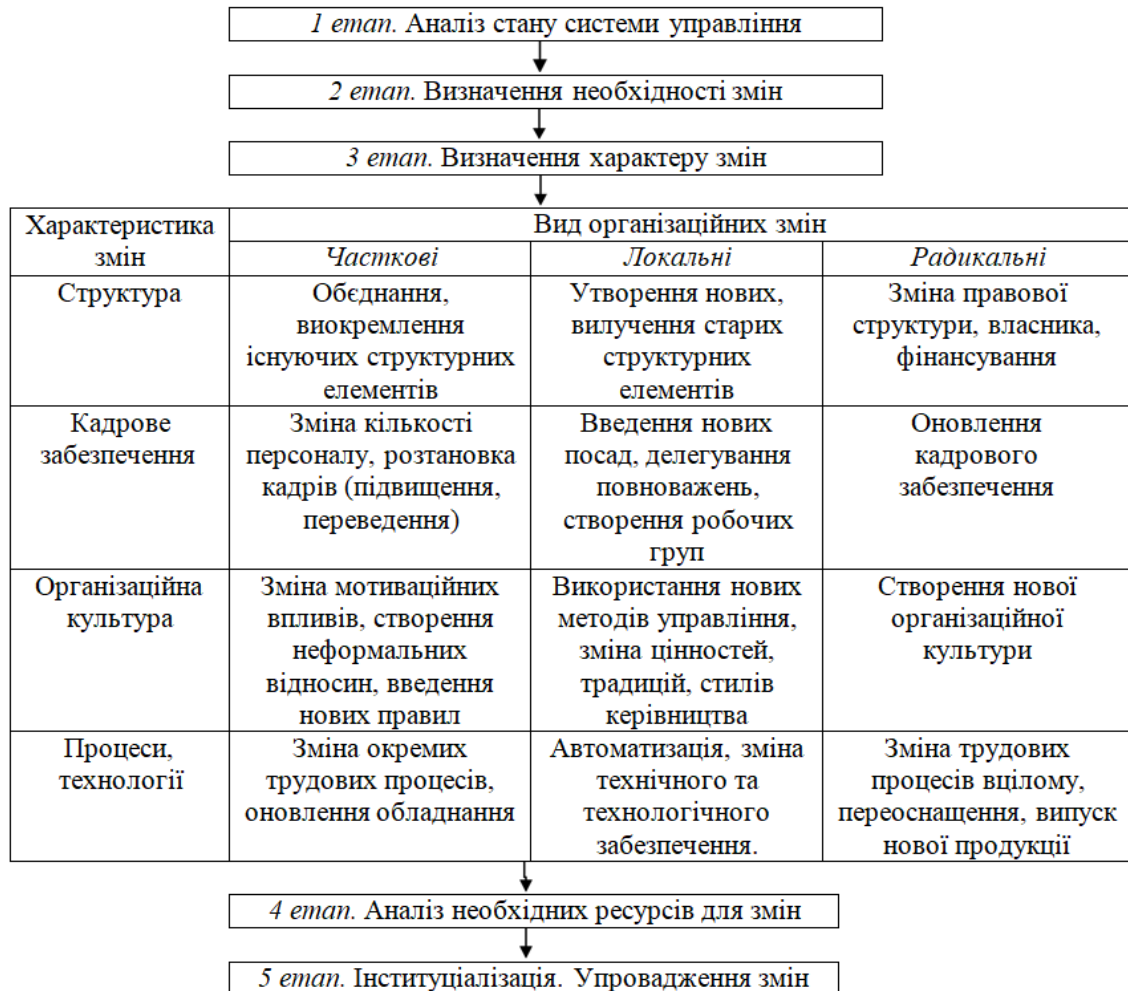 1 етап. Аналіз стану системи управління
2 етап. Визначення необхідності змін
3 етап. Визначення характеру змін
Характеристика
змін
Вид організаційних змін
Часткові
Локальні
Радикальні
Структура
Обєднання,
виокремлення
існуючих структурних
елементів
Утворення нових,
вилучення старих
структурних
елементів
Зміна правової
структури, власника,
фінансування
Кадрове
забезпечення
Зміна кількості
персоналу, розтановка
кадрів (підвищення,
переведення)
Введення нових
посад, делегування
повноважень,
створення робочих
груп
Оновлення
кадрового
забезпечення
Організаційна
культура
Зміна мотиваційних
впливів, створення
неформальних
відносин, введення
нових правил
Використання нових
методів управління,
зміна цінностей,
традицій, стилів
керівництва
Створення нової
організаційної
культури
Процеси,
технології
Зміна окремих
трудових процесів,
оновлення обладнання
Автоматизація, зміна
технічного та
технологічного
забезпечення.
Зміна трудових
процесів вцілому,
переоснащення, випуск
нової продукції
4 етап. Аналіз необхідних ресурсів для змін
5 етап. Інституціалізація. Упровадження змін